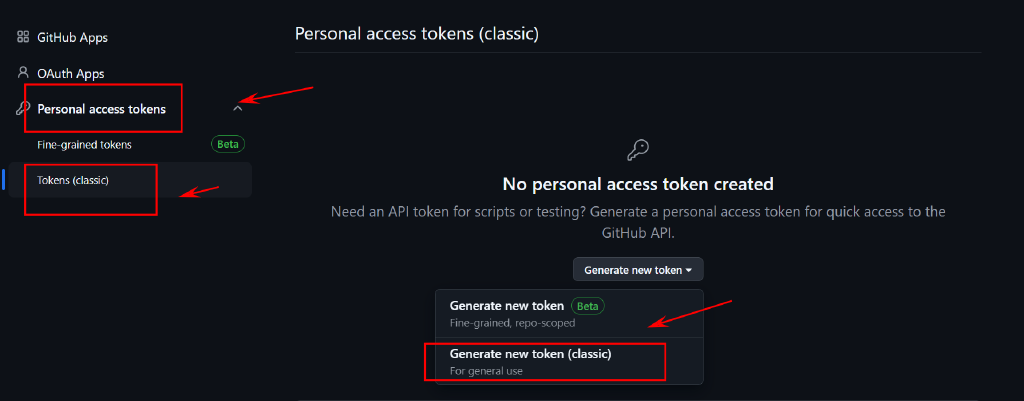 GitHub Apps
OAuth Apps
Personal access tokens
Fine-grained tokens Beta
Tokens (classic)
Personal access tokens (classic)
No personal access token created
Need an API token for scripts or testing? Generate a personal access token for quick access to the
GitHub API.
Generate new token
Generate new token Beta
Fine-grained, repo-scoped
Generate new token (classic)
For general use